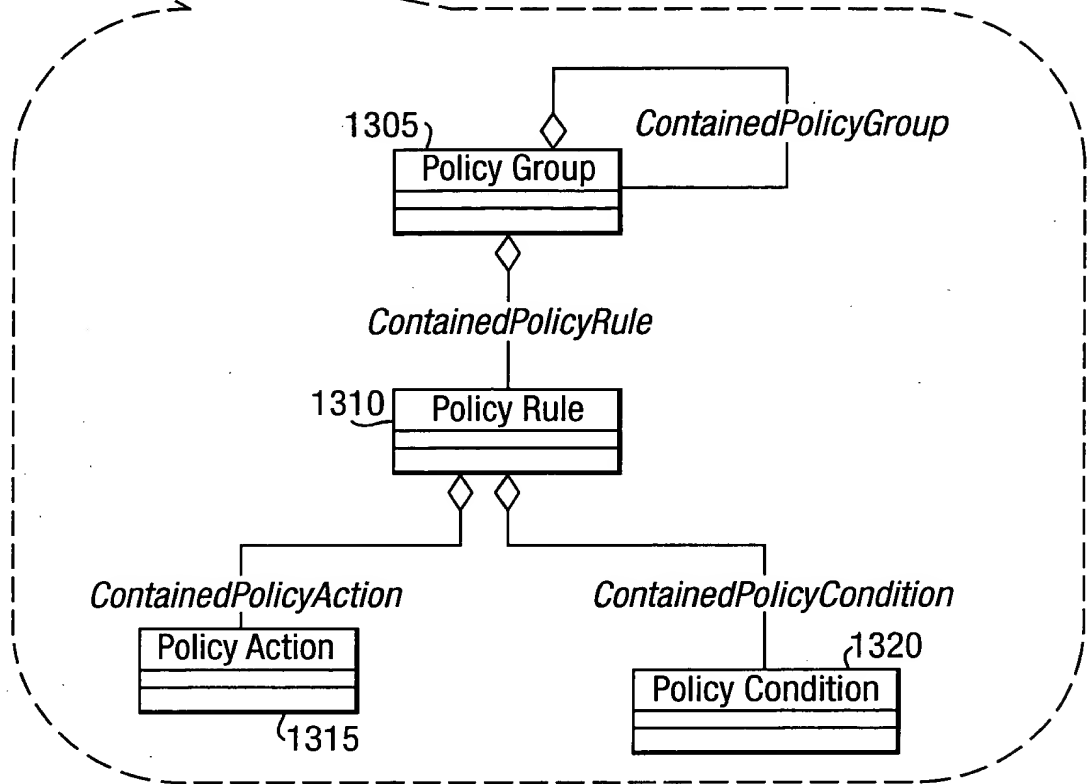 1305
ContainedPolicyGroup
Policy Group
ContainedPolicyRule
1310
Policy Rule
ContainedPolicyAction
ContainedPolicyCondition
Policy Action
1320
Policy Condition
1315